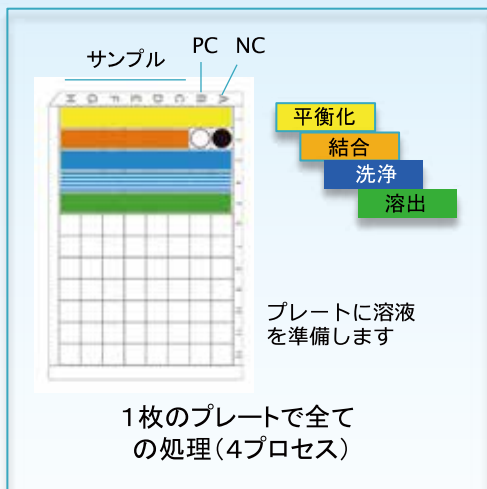 サンプル PC NC
H G F E D C B A
平衡化
結合
洗浄
溶出
プレートに溶液
を準備します
1枚のプレートで全て
の処理(4プロセス)